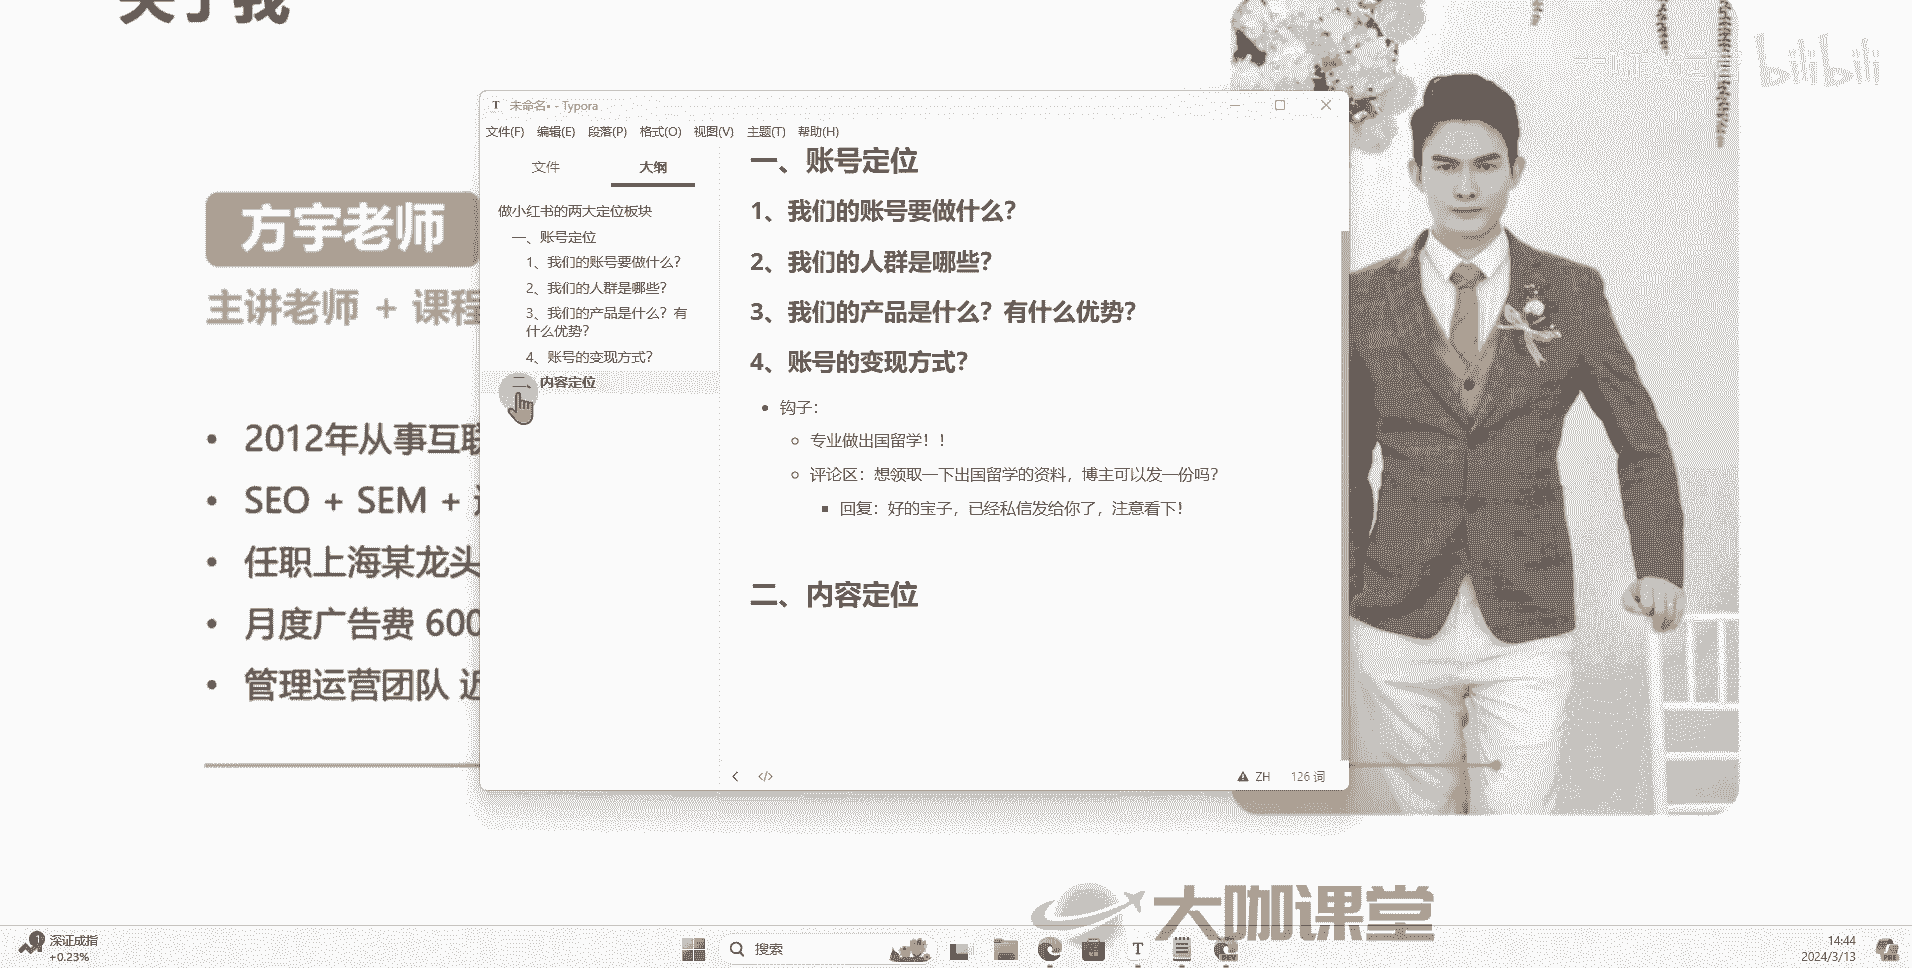 关于我
bilibili
方宇老师
主讲老师 + 课程
2012年从事互联
SEO + SEM +
任职上海某龙头
月度广告费 600
管理运营团队 近
T 未命名• - Typora
文件(F) 编辑(E) 段落(P) 格式(O) 视图(V) 主题(T) 帮助(H)
文件 大纲
做小红书的两大定位板块
一、账号定位
1、我们的账号要做什么？
2、我们的人群是哪些？
3、我们的产品是什么？有
什么优势？
4、账号的变现方式？
二、内容定位
一、账号定位
1、我们的账号要做什么？
2、我们的人群是哪些？
3、我们的产品是什么？有什么优势？
4、账号的变现方式？
钩子：
专业做出国留学！！
评论区：想领取一下出国留学的资料，博主可以发一份吗？
回复：好的宝子，已经私信发给你了，注意看下！
二、内容定位
</> ZH 126 词
大咖课堂
1 深证成指
+0.23%
搜索
T
DEV
14:44
2024/3/13
PRE